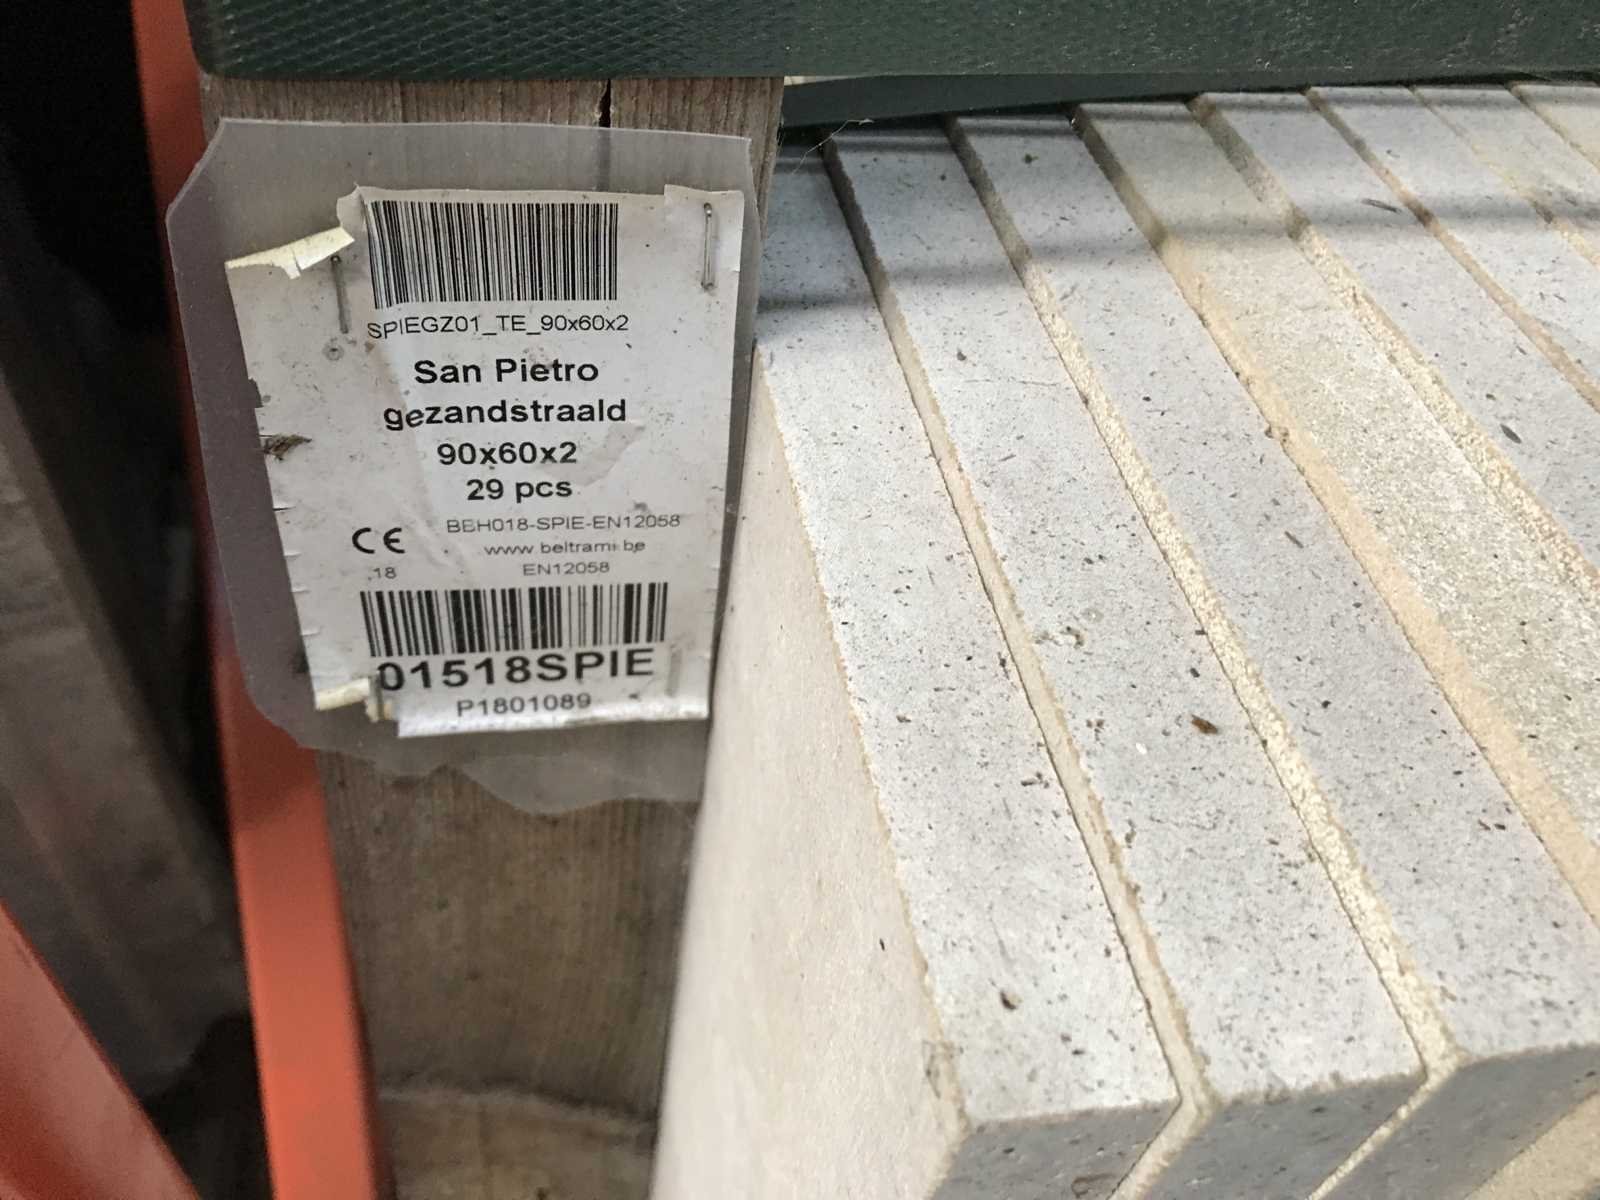 SPIEGZ01_TE_90x60x2
San Pietro
gezandstraald
90x60x2
29 pcs
CE BEH018-SPIE-EN12058
www.beltrami.be
18 EN12058
01518SPIE
P1801089